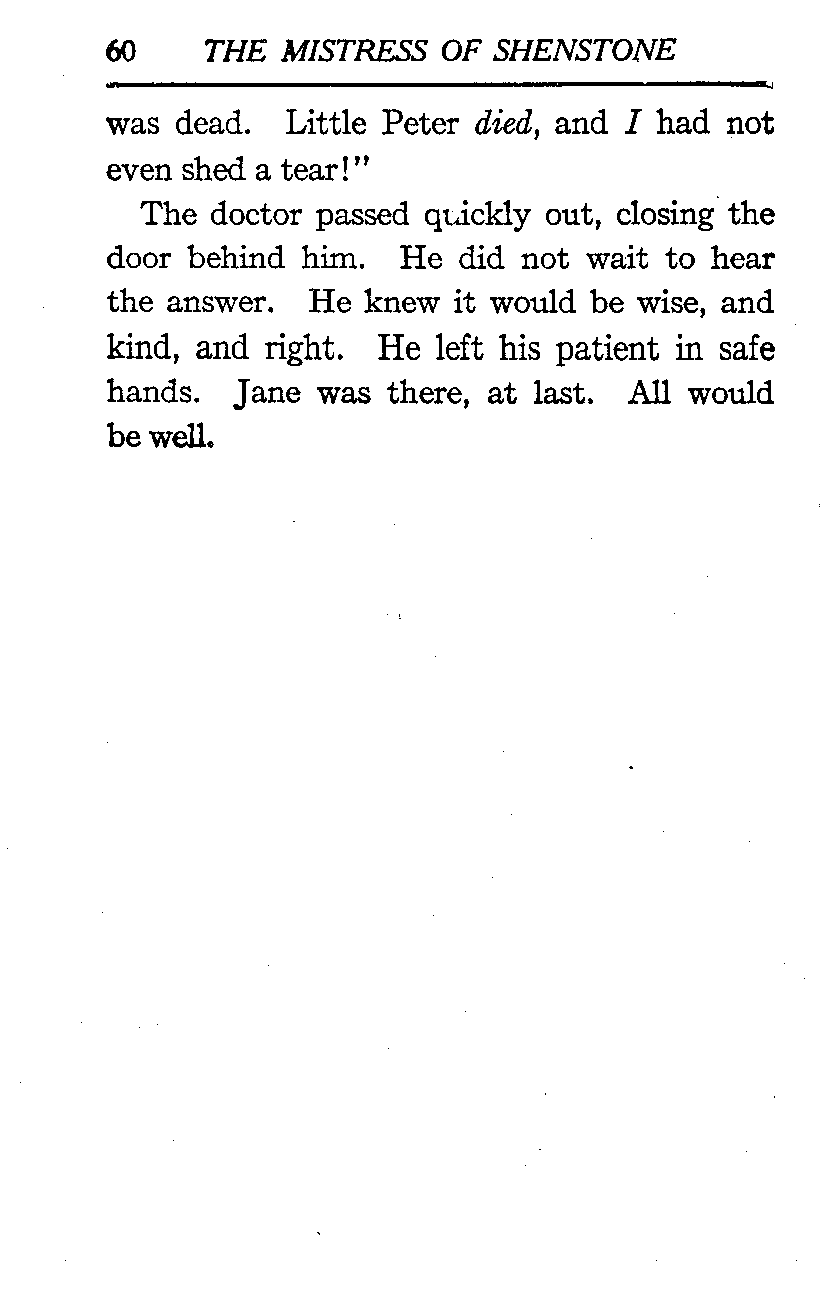 60 THE MISTRESS OF SHENSTONE
was dead. Little Peter died, and I had not
even shed a tear!"
The doctor passed quickly out, closing the
door behind him. He did not wait to hear
the answer. He knew it would be wise, and
kind, and right. He left his patient in safe
hands. Jane was there, at last. All would
be well.